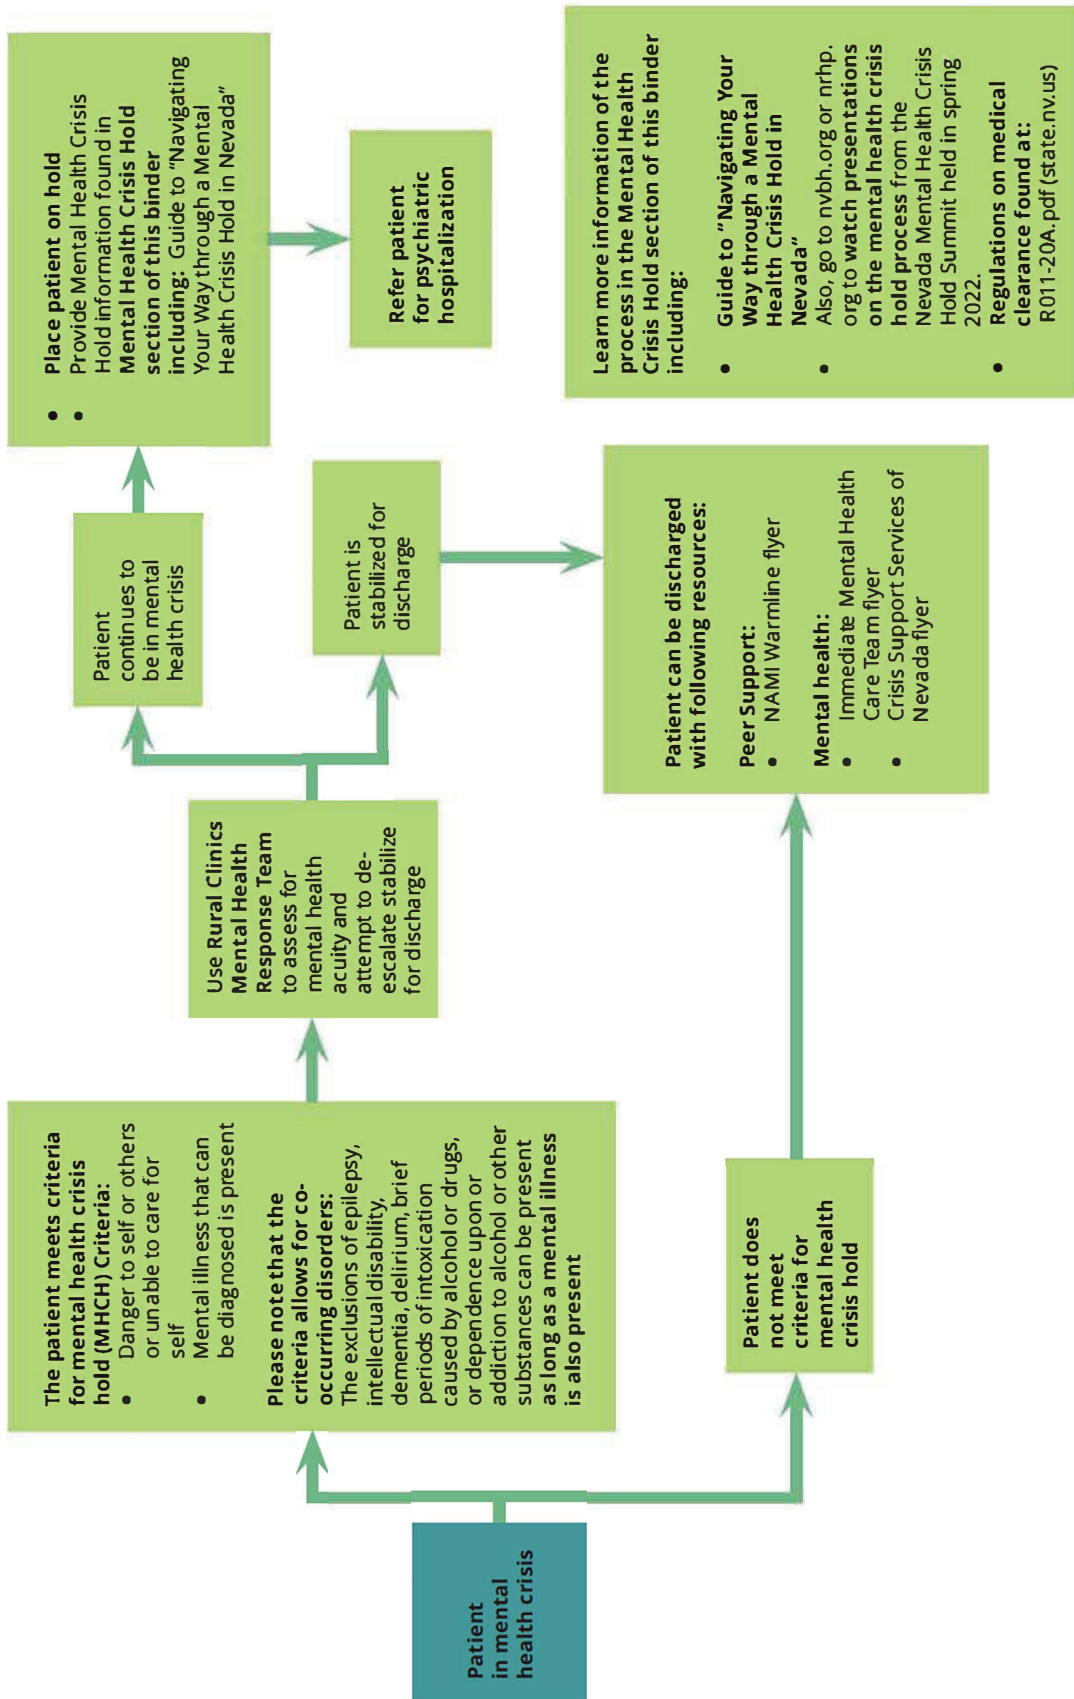 Patient
in mental
health crisis
The patient meets criteria
for mental health crisis
hold (MHCH) Criteria:
• Danger to self or others
or unable to care for
self
• Mental illness that can
be diagnosed is present
Please note that the
criteria allows for co-
occurring disorders:
The exclusions of epilepsy,
intellectual disability,
dementia, delirium, brief
periods of intoxication
caused by alcohol or drugs,
or dependence upon or
addiction to alcohol or other
substances can be present
as long as a mental illness
is also present
Patient does
not meet
criteria for
mental health
crisis hold
Use Rural Clinics
Mental Health
Response Team
to assess for
mental health
acuity and
attempt to de-
escalate stabilize
for discharge
Patient
continues to
be in mental
health crisis
Patient is
stabilized for
discharge
• Place patient on hold
• Provide Mental Health Crisis
Hold information found in
Mental Health Crisis Hold
section of this binder
including: Guide to "Navigating
Your Way through a Mental
Health Crisis Hold in Nevada"
Refer patient
for psychiatric
hospitalization
Patient can be discharged
with following resources:
Peer Support:
• NAMI Warmline flyer
Mental health:
• Immediate Mental Health
Care Team flyer
• Crisis Support Services of
Nevada flyer
Learn more information of the
process in the Mental Health
Crisis Hold section of this binder
including:
• Guide to "Navigating Your
Way through a Mental
Health Crisis Hold in
Nevada"
• Also, go to nvbh.org or nrhp.
org to watch presentations
on the mental health crisis
hold process from the
Nevada Mental Health Crisis
Hold Summit held in spring
2022.
• Regulations on medical
clearance found at:
R011-20A.pdf (state.nv.us)